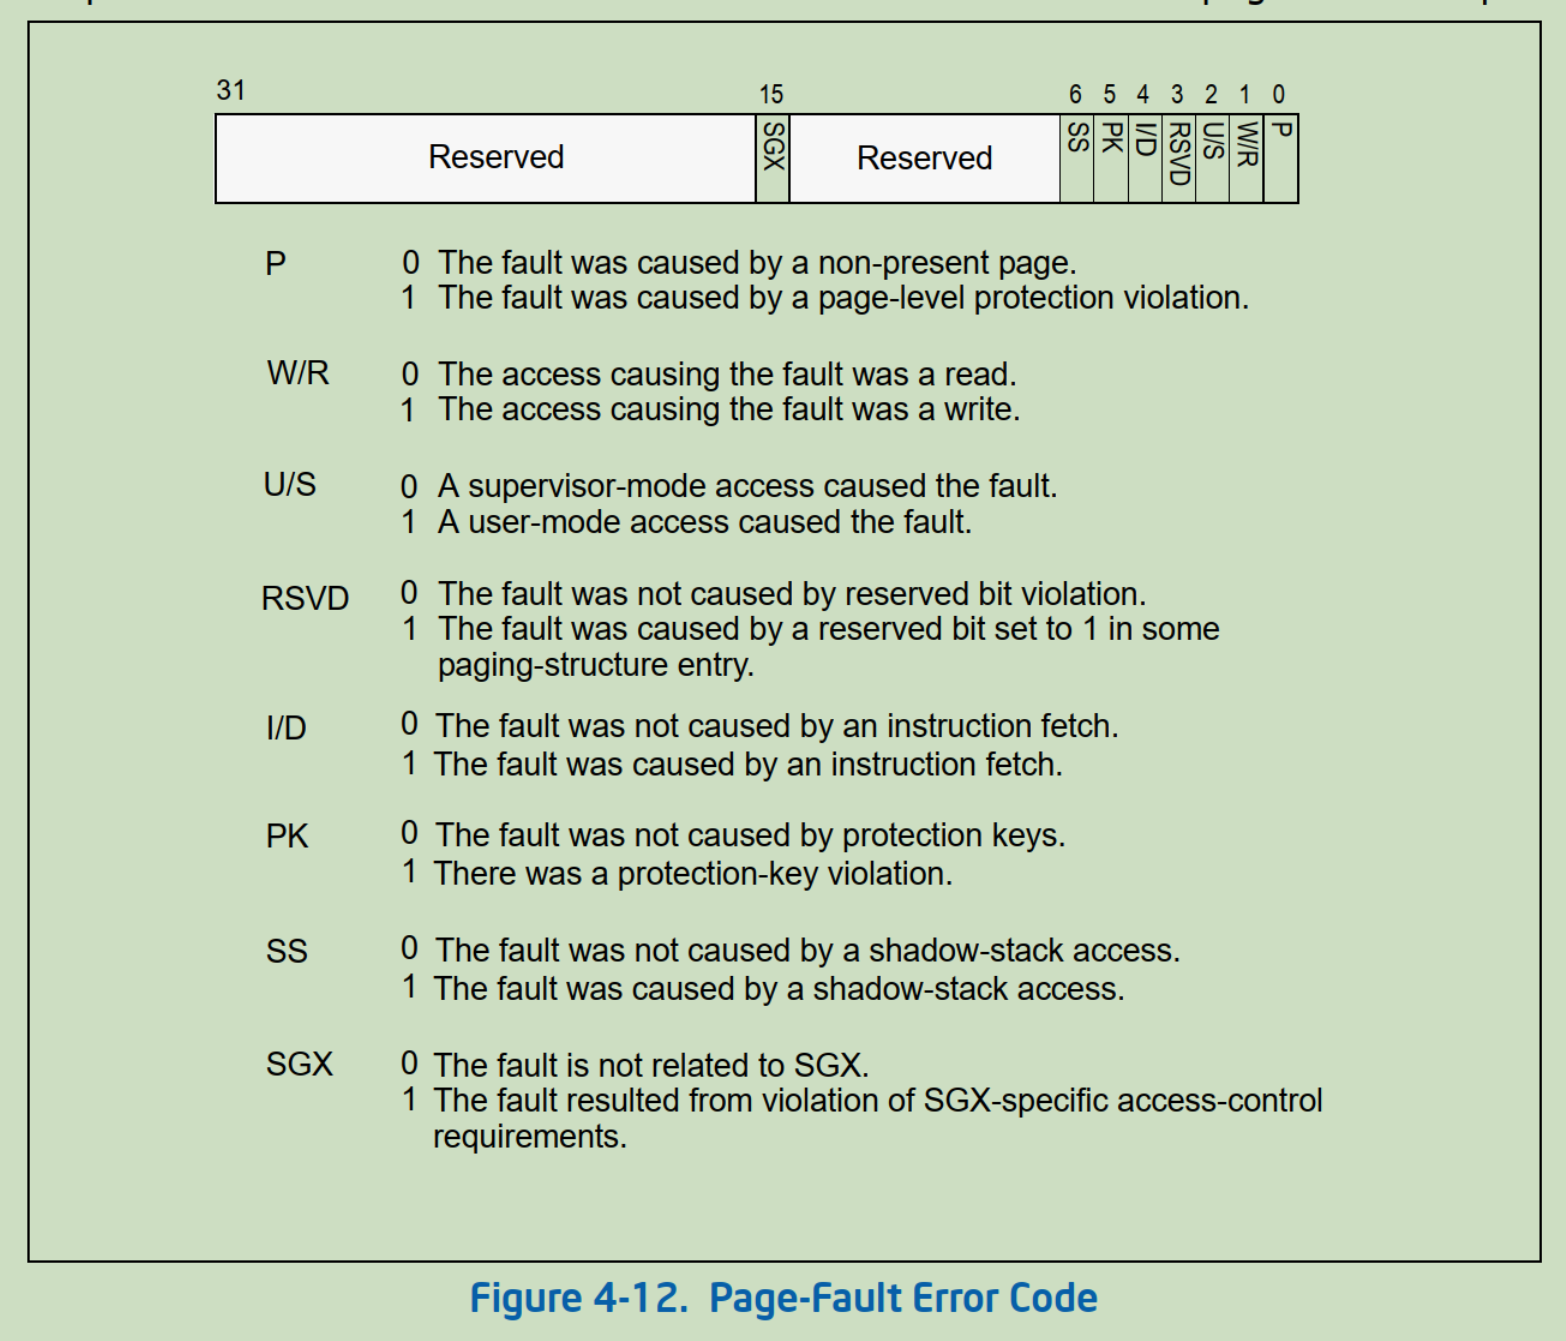 31 15 6 5 4 3 2 1 0
Reserved SGX Reserved SS PK I/D RSVD U/S W/R P
P 0 The fault was caused by a non-present page.
1 The fault was caused by a page-level protection violation.
W/R 0 The access causing the fault was a read.
1 The access causing the fault was a write.
U/S 0 A supervisor-mode access caused the fault.
1 A user-mode access caused the fault.
RSVD 0 The fault was not caused by reserved bit violation.
1 The fault was caused by a reserved bit set to 1 in some
paging-structure entry.
I/D 0 The fault was not caused by an instruction fetch.
1 The fault was caused by an instruction fetch.
PK 0 The fault was not caused by protection keys.
1 There was a protection-key violation.
SS 0 The fault was not caused by a shadow-stack access.
1 The fault was caused by a shadow-stack access.
SGX 0 The fault is not related to SGX.
1 The fault resulted from violation of SGX-specific access-control
requirements.
Figure 4-12. Page-Fault Error Code